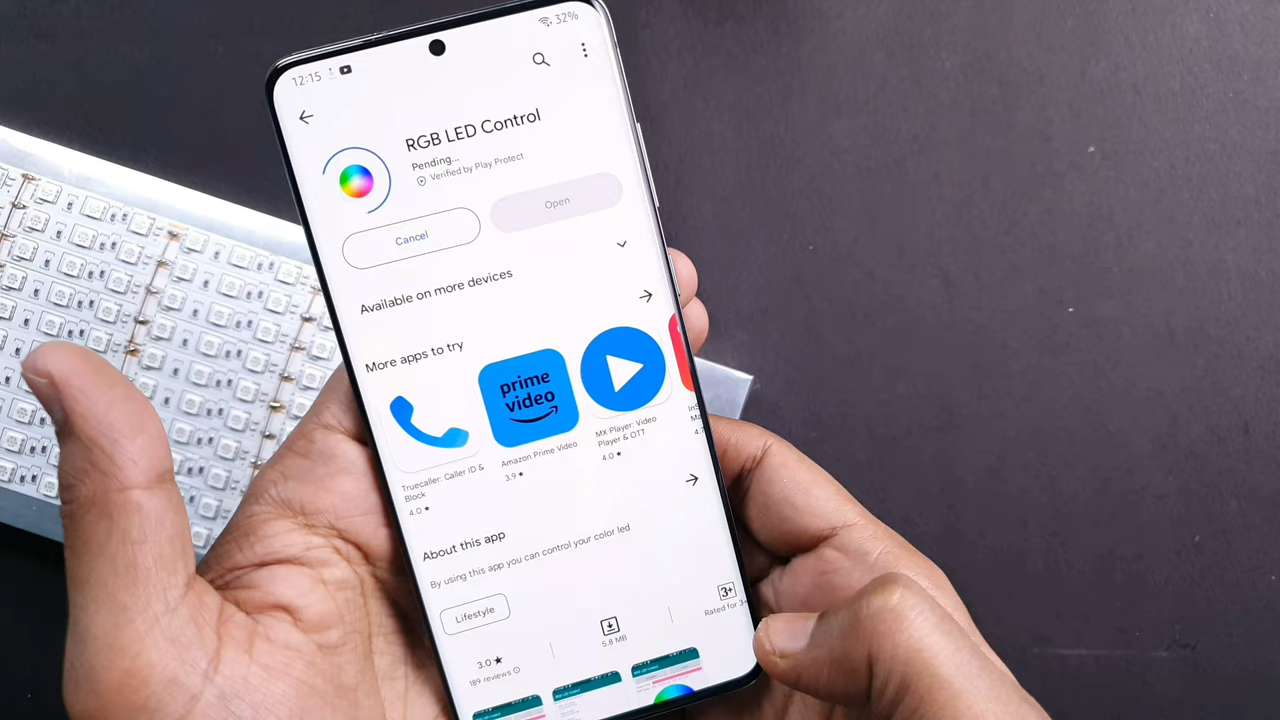 12:15
32%
RGB LED Control
Pending...
Verified by Play Protect
Cancel
Open
Available on more devices
More apps to try
prime
video
Truecaller: Caller ID &
Block
4.0 ★
Amazon Prime Video
3.9 ★
MX Player: Video
Player & OTT
4.0 ★
About this app
By using this app you can control your color led
Lifestyle
3.0 ★
189 reviews
5.8 MB
3+
Rated for 3+